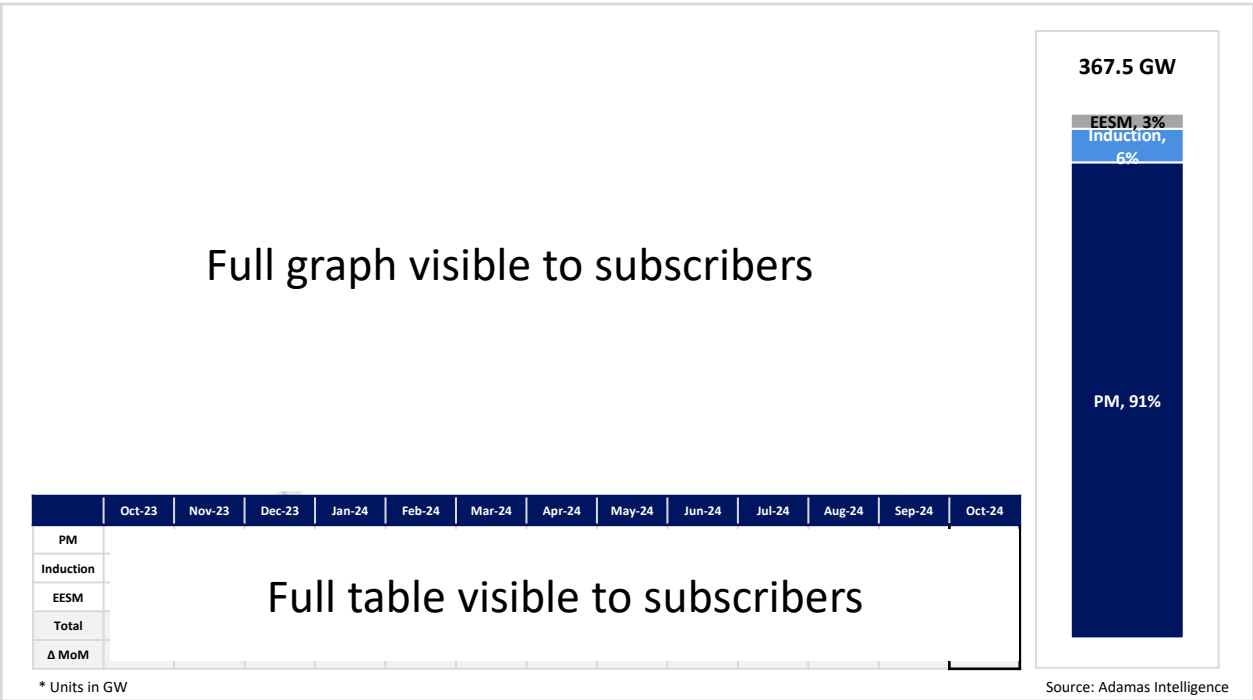 367.5 GW
EESM, 3%
Induction,
6%
Full graph visible to subscribers
PM, 91%
Oct-23 Nov-23 Dec-23 Jan-24 Feb-24 Mar-24 Apr-24 May-24 Jun-24 Jul-24 Aug-24 Sep-24 Oct-24
PM
Induction
EESM
Total
Δ MoM
Full table visible to subscribers
* Units in GW
Source: Adamas Intelligence